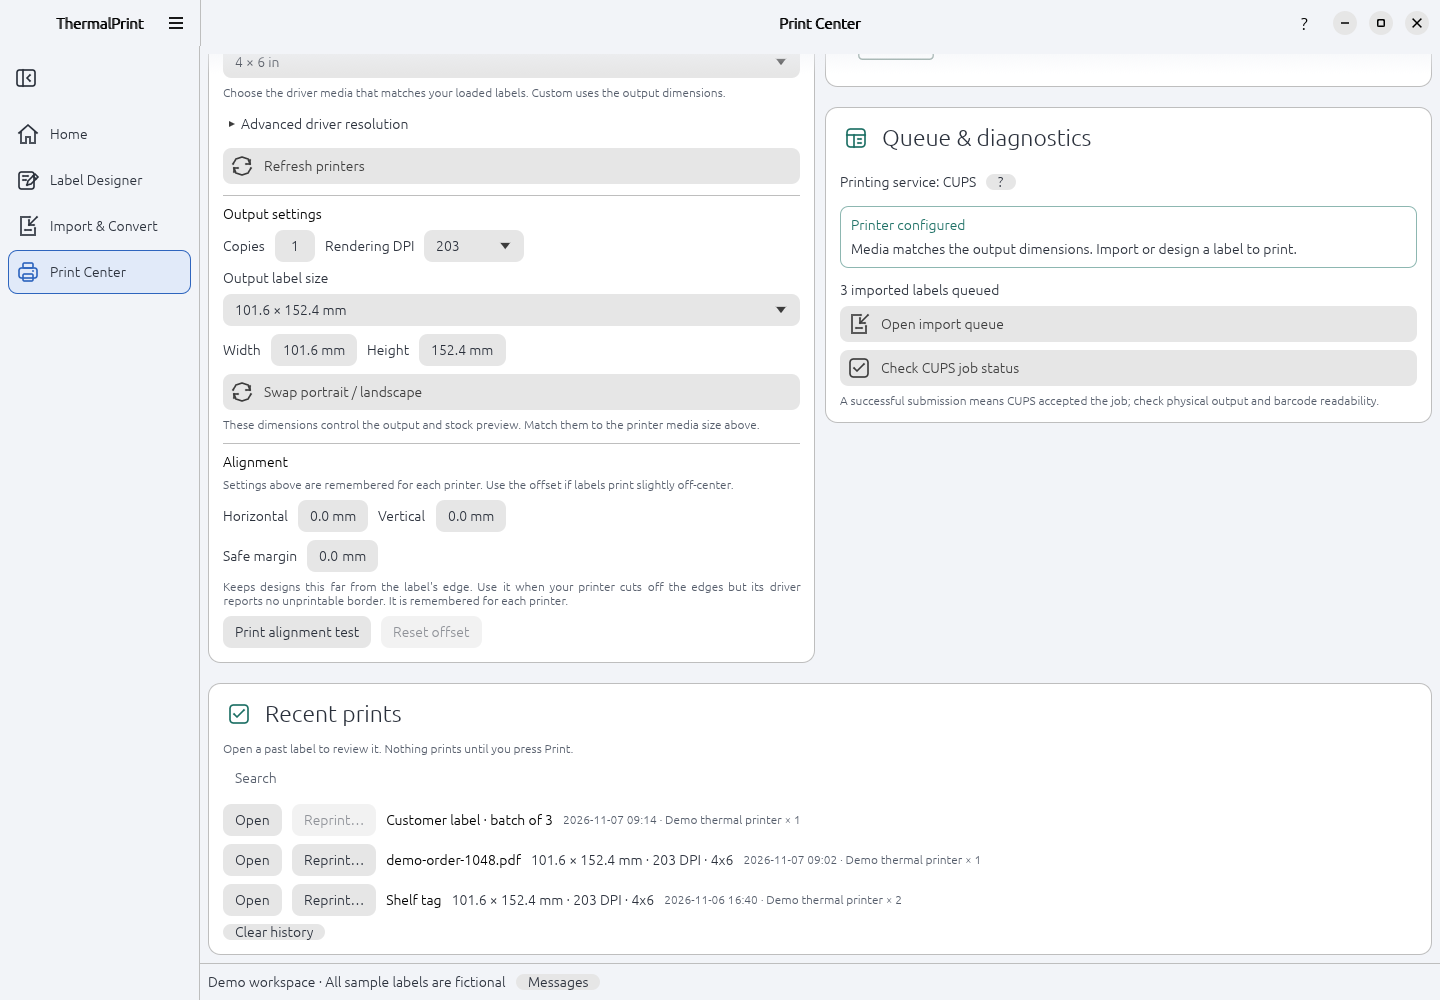 ThermalPrint
Print Center
?
Home
Label Designer
Import & Convert
Print Center
4 × 6 in
Choose the driver media that matches your loaded labels. Custom uses the output dimensions.
Advanced driver resolution
Refresh printers
Output settings
Copies 1 Rendering DPI 203
Output label size
101.6 × 152.4 mm
Width 101.6 mm Height 152.4 mm
Swap portrait / landscape
These dimensions control the output and stock preview. Match them to the printer media size above.
Alignment
Settings above are remembered for each printer. Use the offset if labels print slightly off-center.
Horizontal 0.0 mm Vertical 0.0 mm
Safe margin 0.0 mm
Keeps designs this far from the label's edge. Use it when your printer cuts off the edges but its driver
reports no unprintable border. It is remembered for each printer.
Print alignment test Reset offset
Queue & diagnostics
Printing service: CUPS ?
Printer configured
Media matches the output dimensions. Import or design a label to print.
3 imported labels queued
Open import queue
Check CUPS job status
A successful submission means CUPS accepted the job; check physical output and barcode readability.
Recent prints
Open a past label to review it. Nothing prints until you press Print.
Search
Open Reprint... Customer label · batch of 3 2026-11-07 09:14 · Demo thermal printer × 1
Open Reprint... demo-order-1048.pdf 101.6 × 152.4 mm · 203 DPI · 4x6 2026-11-07 09:02 · Demo thermal printer × 1
Open Reprint... Shelf tag 101.6 × 152.4 mm · 203 DPI · 4x6 2026-11-06 16:40 · Demo thermal printer × 2
Clear history
Demo workspace · All sample labels are fictional Messages